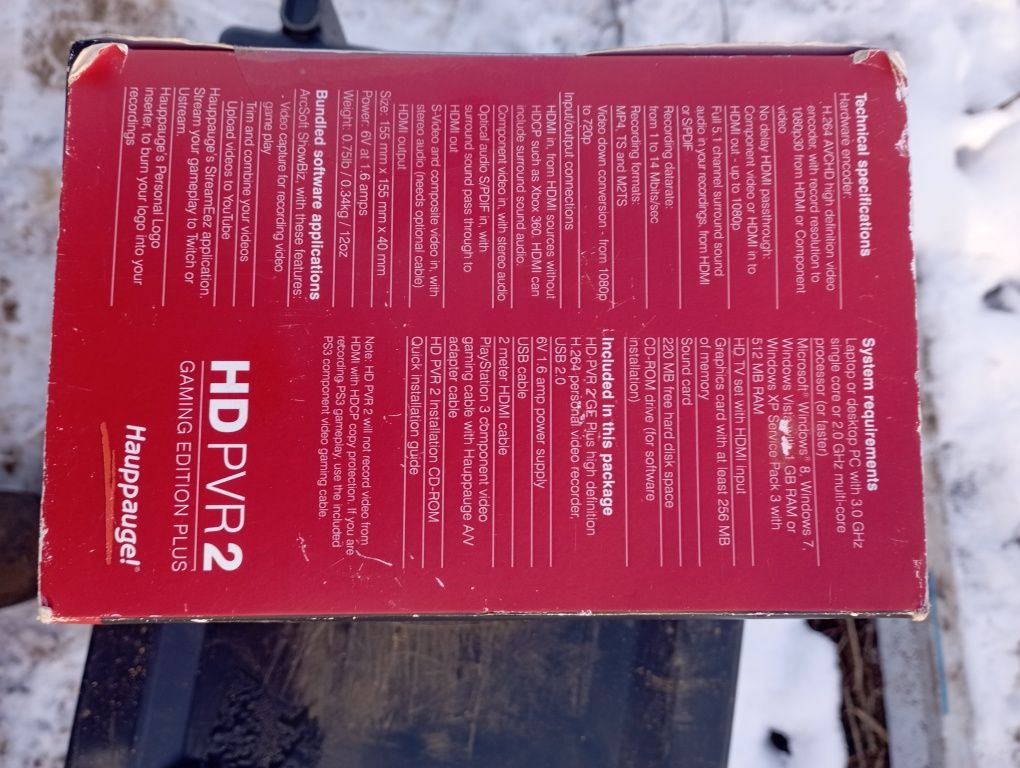 Technical specifications
Hardware encoder:
H.264 AVCHD high definition video
encoder, with record resolution to
1080p30 from HDMI or Component
video
No delay HDMI passthrough:
Component video or HDMI in to
HDMI out - up to 1080p
Full 5.1 channel surround sound
audio in your recordings, from HDMI
or SPDIF
Recording datarate:
from 1 to 14 Mbits/sec
Recording formats:
MP4, TS and M2TS
Video down conversion - from 1080p
to 720p
Input/output connections
HDMI in, from HDMI sources without
HDCP such as Xbox 360. HDMI can
include surround sound audio.
Component video in, with stereo audio
Optical audio S/PDIF in, with
surround sound pass through to
HDMI out
S-Video and composite video in, with
stereo audio (needs optional cable)
HDMI output
Size: 155 mm x 155 mm x 40 mm
Power: 6V at 1.6 amps
Weight: 0.75lb / 0.34kg / 12oz
Bundled software applications
ArcSoft ShowBiz, with these features:
Video capture for recording video
game play
Trim and combine your videos
Upload videos to YouTube
Hauppauge's StreamEez application.
Stream your gameplay to Twitch or
Ustream.
Hauppauge's Personal Logo
inserter, to burn your logo into your
recordings
System requirements
Laptop or desktop PC with 3.0 GHz
single core or 2.0 GHz multi-core
processor (or faster)
Microsoft® Windows® 8, Windows 7,
Windows Vista 1 GB RAM or
Windows XP Service Pack 3 with
512 MB RAM
HD TV set with HDMI input
Graphics card with at least 256 MB
of memory
Sound card
220 MB free hard disk space
CD-ROM drive (for software
installation)
Included in this package
HD PVR 2 GE Plus high definition
H.264 personal video recorder,
USB 2.0
USB cable
6V 1.6 amp power supply
2 meter HDMI cable
PlayStation 3 component video
gaming cable with Hauppauge A/V
adapter cable
HD PVR 2 Installation CD-ROM
Quick installation guide
Note: HD PVR 2 will not record video from
HDMI with HDCP copy protection. If you are
recording PS3 gameplay, use the included
PS3 component video gaming cable.
HD PVR 2
GAMING EDITION PLUS
Hauppauge!®